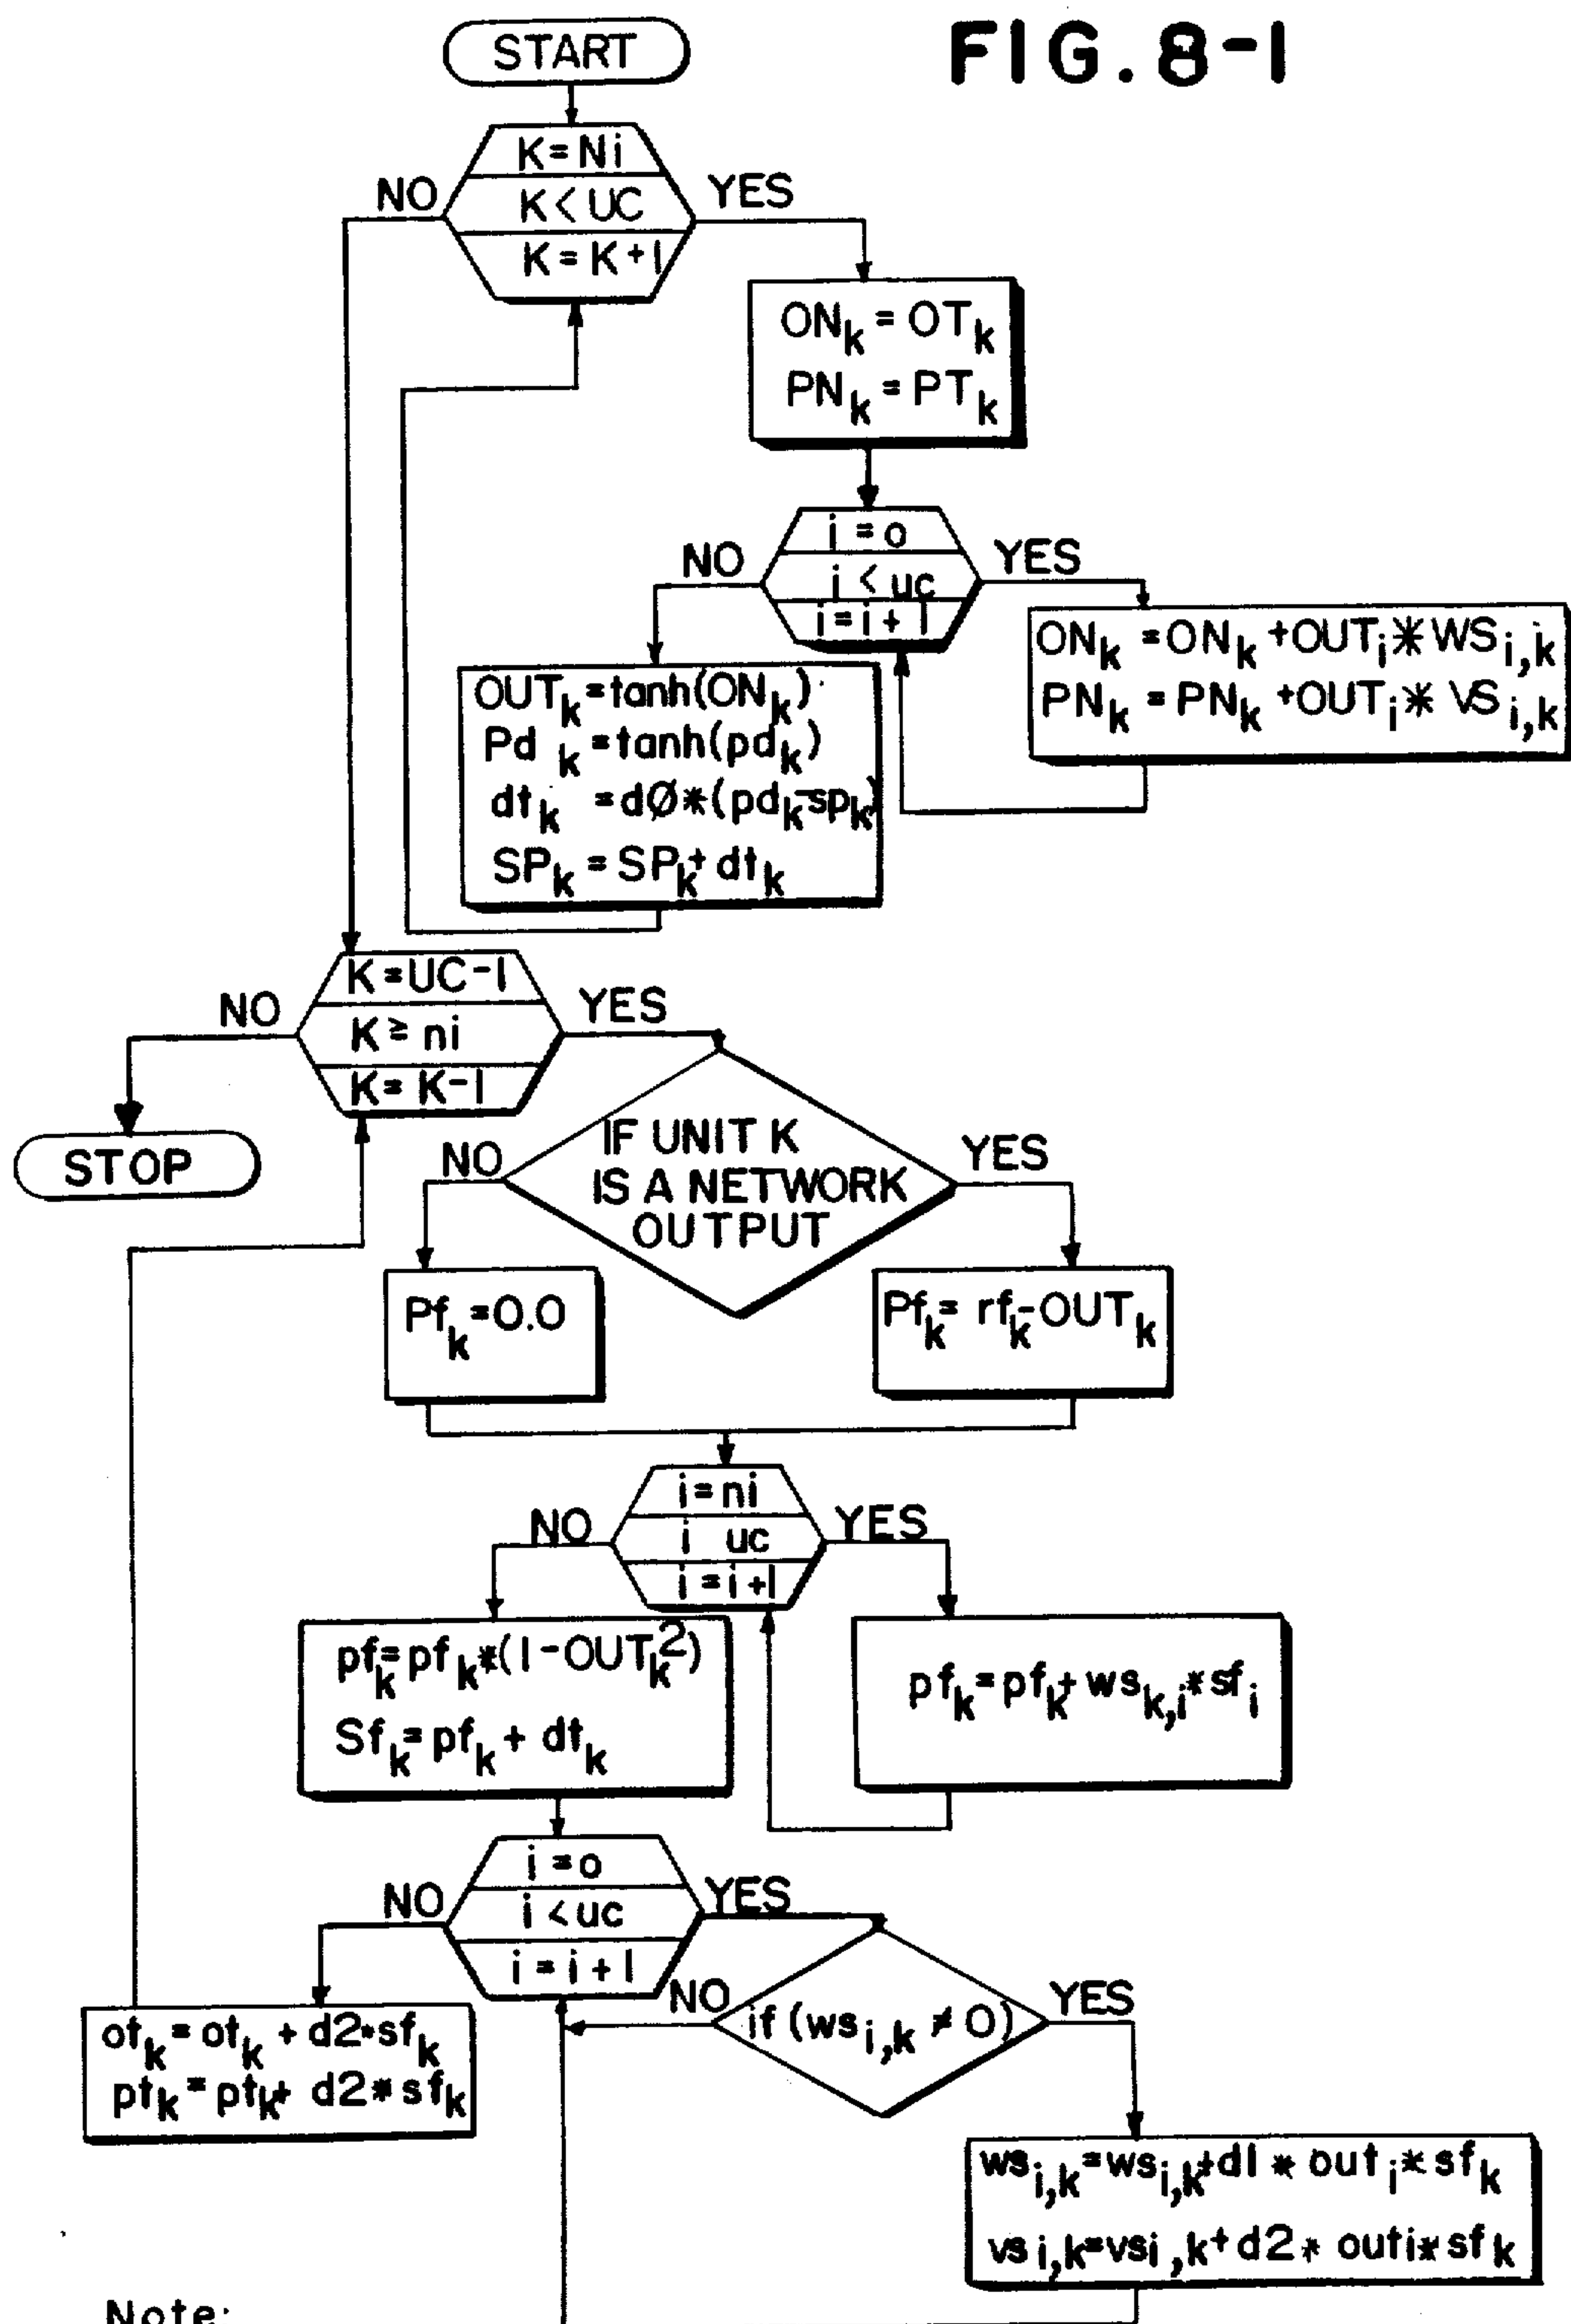 FIG. 8-1
START
K=Ni
NO
K<UC
YES
K=K+1
ON_k = OT_k
PN_k = PT_k
i=o
NO
i<uc
YES
i=i+1
ON_k =ON_k +OUT_i*WS_i,k
PN_k = PN_k +OUT_i* VS_i,k
OUT_k=tanh(ON_k)
Pd_k =tanh(pd_k)
dt_k =dØ*(pd_k-sp_k)
SP_k = SP_k+ dt_k
K=UC-1
NO
K≥ni
YES
K=K-1
STOP
IF UNIT K
IS A NETWORK
OUTPUT
NO
YES
Pf_k=0.0
Pf_k= rf_k-OUT_k
i=ni
NO
i uc
YES
i=i+1
pf_k=pf_k*(1-OUT_k^2)
Sf_k=pf_k+ dt_k
pf_k=pf_k+ws_k,i*sf_i
i=o
NO
i<uc
YES
i=i+1
NO
if (ws_i,k ≠ 0)
YES
ot_k=ot_k + d2*sf_k
pt_k=pt_k+ d2*sf_k
ws_i,k=ws_i,k+d1 * out_i* sf_k
vs i,k=vsi ,k+d2* outi* sf k
Note: